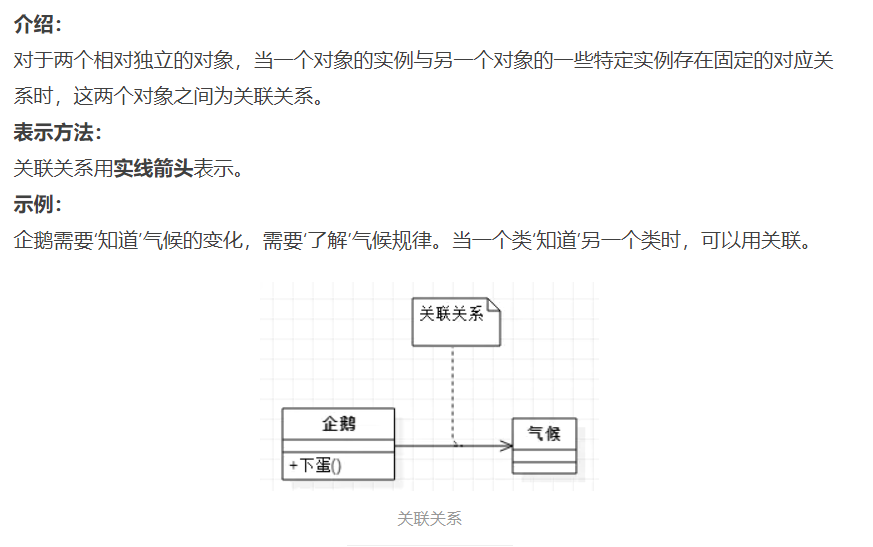 介绍：
对于两个相对独立的对象，当一个对象的实例与另一个对象的一些特定实例存在固定的对应关
系时，这两个对象之间为关联关系。
表示方法：
关联关系用实线箭头表示。
示例：
企鹅需要‘知道’气候的变化，需要‘了解’气候规律。当一个类‘知道’另一个类时，可以用关联。
关联关系
企鹅
+下蛋()
气候
关联关系